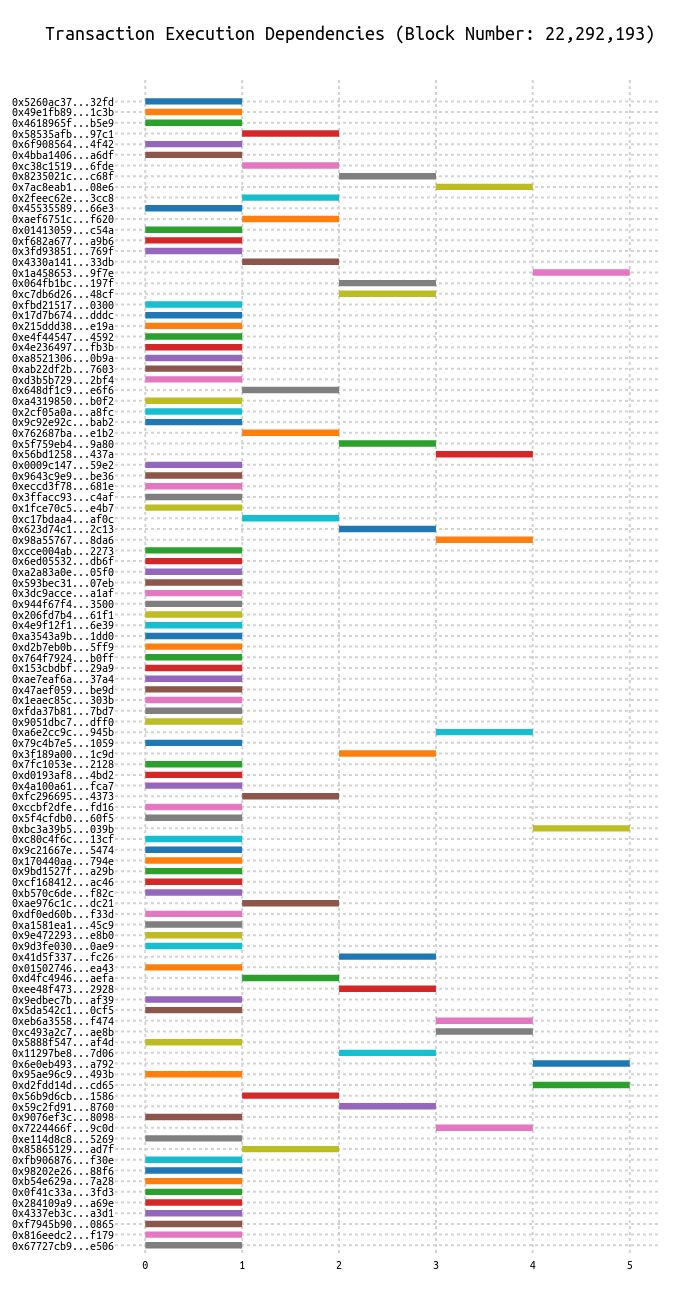 Transaction Execution Dependencies (Block Number: 22,292,193)
0x5260ac37...32fd
0x49e1fb89...1c3b
0x4618965f...b5e9
0x58535afb...97c1
0x6f908564...4f42
0x4bba1406...a6df
0xc38c1519...6fde
0x8235021c...c68f
0x7ac8eab1...08e6
0x2feec62e...3cc8
0x45535589...66e3
0xaef6751c...f620
0x01413059...c54a
0xf682a677...a9b6
0x3fd93851...769f
0x4330a141...33db
0x1a458653...9f7e
0x064fb1bc...197f
0xc7db6d26...48cf
0xfbd21517...0300
0x17d7b674...dddc
0x215ddd38...e19a
0xe4f44547...4592
0x4e236497...fb3b
0xa8521306...0b9a
0xab22df2b...7603
0xd3b5b729...2bf4
0x648df1c9...e6f6
0xa4319850...b0f2
0x2cf05a0a...a8fc
0x9c92e92c...bab2
0x762687ba...e1b2
0x5f759eb4...9a80
0x56bd1258...437a
0x0009c147...59e2
0x9643c9e9...be36
0xeccd3f78...681e
0x3ffacc93...c4af
0x1fce70c5...e4b7
0xc17bdaa4...af0c
0x623d74c1...2c13
0x98a55767...8da6
0xcce004ab...2273
0x6ed05532...db6f
0xa2a83a0e...05f0
0x593bec31...07eb
0x3dc9acce...a1af
0x944f67f4...3500
0x206fd7b4...61f1
0x4e9f12f1...6e39
0xa3543a9b...1dd0
0xd2b7eb0b...5ff9
0x764f7924...b0ff
0x153cbdbf...29a9
0xae7eaf6a...37a4
0x47aef059...be9d
0x1eaec85c...303b
0xfda37b81...7bd7
0x9051dbc7...dff0
0xa6e2cc9c...945b
0x79c4b7e5...1059
0x3f189a00...1c9d
0x7fc1053e...2128
0xd0193af8...4bd2
0x4a100a61...fca7
0xfc296695...4373
0xccbf2dfe...fd16
0x5f4cfdb0...60f5
0xbc3a39b5...039b
0xc80c4f6c...13cf
0x9c21667e...5474
0x170440aa...794e
0x9bd1527f...a29b
0xcf168412...ac46
0xb570c6de...f82c
0xae976c1c...dc21
0xdf0ed60b...f33d
0xa1581ea1...45c9
0x9e472293...e8b0
0x9d3fe030...0ae9
0x41d5f337...fc26
0x01502746...ea43
0xd4fc4946...aefa
0xee48f473...2928
0x9edbec7b...af39
0x5da542c1...0cf5
0xeb6a3558...f474
0xc493a2c7...ae8b
0x5888f547...af4d
0x11297be8...7d06
0x6e0eb493...a792
0x95ae96c9...493b
0xd2fdd14d...cd65
0x56b9d6cb...1586
0x59c2fd91...8760
0x9076ef3c...8098
0x7224466f...9c0d
0xe114d8c8...5269
0x85865129...ad7f
0xfb906876...f30e
0x98202e26...88f6
0xb54e629a...7a28
0x0f41c33a...3fd3
0x284109a9...a69e
0x4337eb3c...a3d1
0xf7945b90...0865
0x816eedc2...f179
0x67727cb9...e506
0 1 2 3 4 5